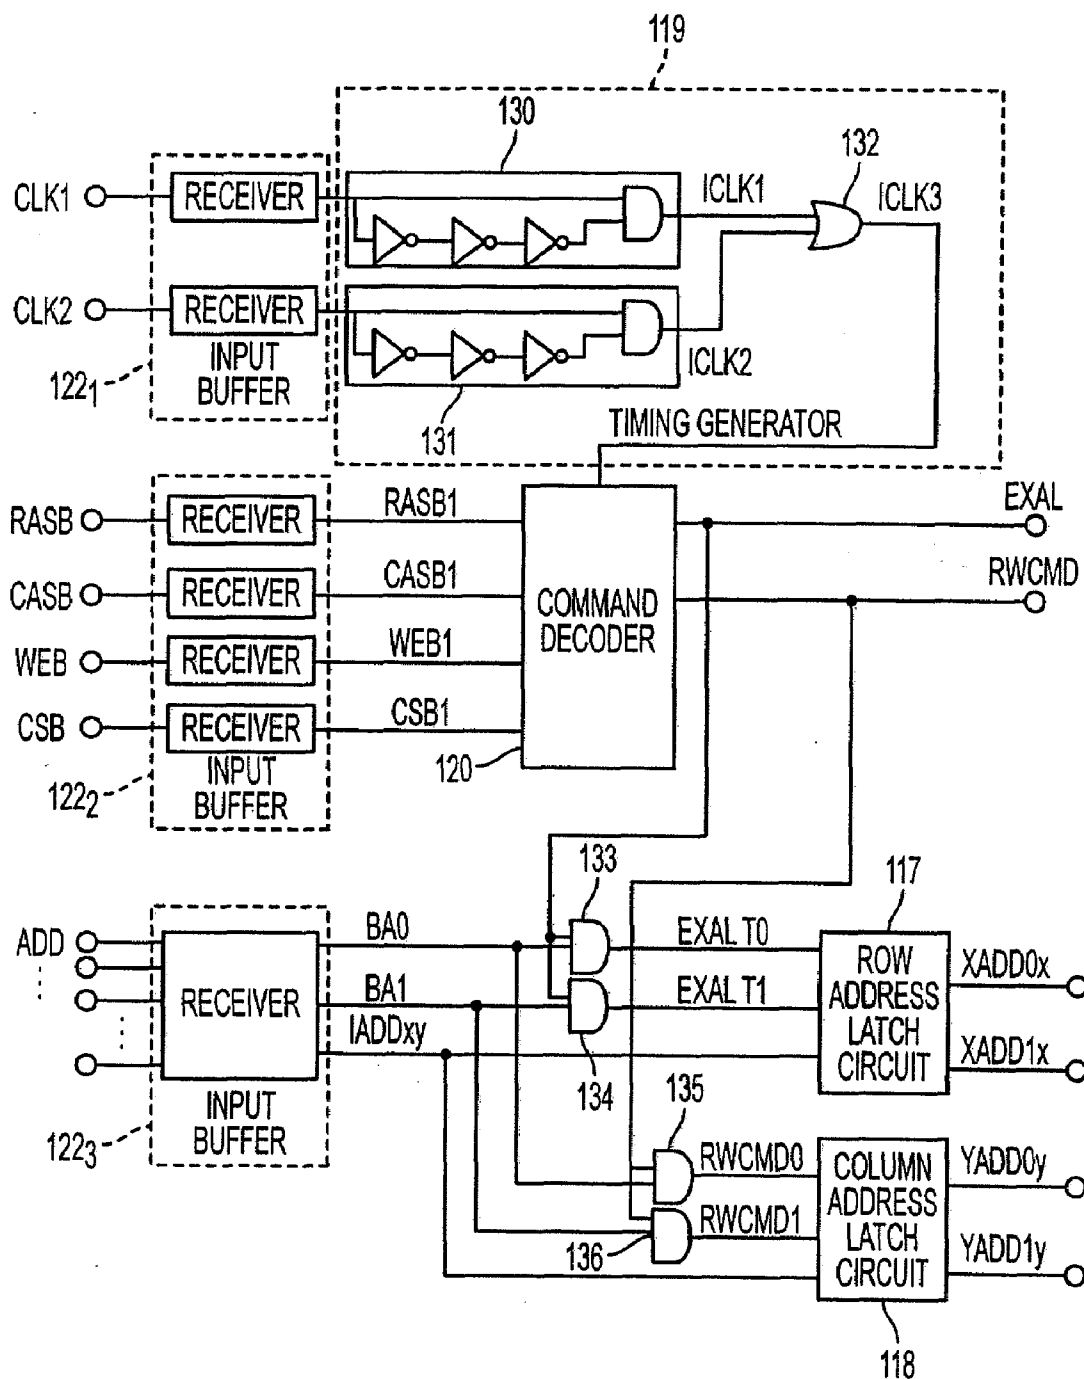 119
130
132
CLK1
RECEIVER
ICLK1
ICLK3
CLK2
RECEIVER
INPUT
BUFFER
122₁
ICLK2
131
TIMING GENERATOR
RASB
RECEIVER
RASB1
EXAL
CASB
RECEIVER
CASB1
COMMAND
DECODER
RWCMD
WEB
RECEIVER
WEB1
CSB
RECEIVER
CSB1
INPUT
BUFFER
122₂
120
133
117
ADD
RECEIVER
BA0
EXAL T0
ROW
ADDRESS
LATCH
CIRCUIT
XADD0x
BA1
EXAL T1
IADDxy
XADD1x
134
INPUT
BUFFER
122₃
135
RWCMD0
COLUMN
ADDRESS
LATCH
CIRCUIT
YADD0y
RWCMD1
136
YADD1y
118